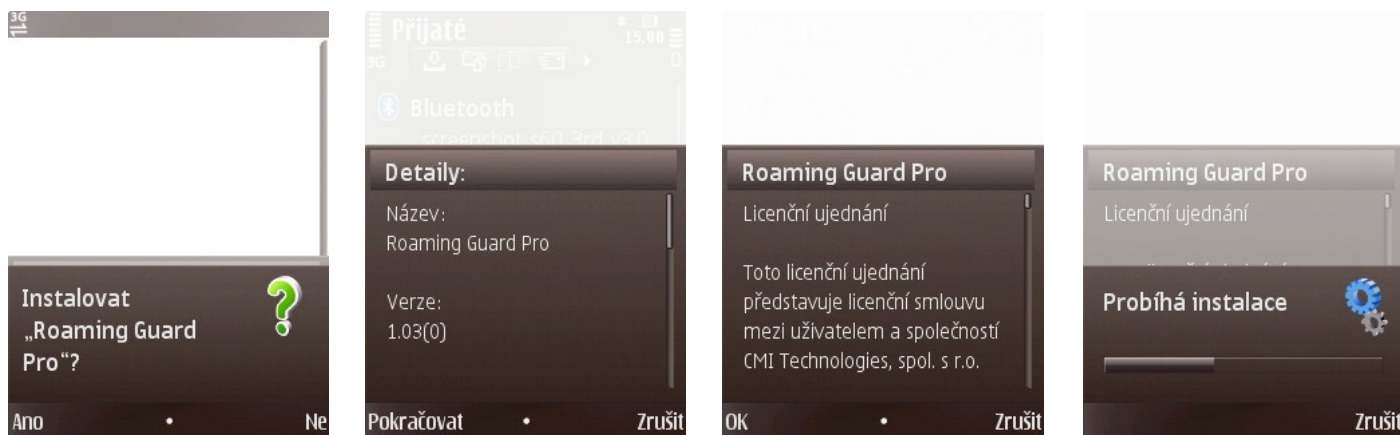 3G
Instalovat
„Roaming Guard
Pro“?
Ano
Ne
Přijaté
15.00
3G
Bluetooth
screenshot_s60_3rd_v3.0
Detaily:
Název:
Roaming Guard Pro
Verze:
1.03(0)
Pokračovat
Zrušit
Roaming Guard Pro
Licenční ujednání
Toto licenční ujednání
představuje licenční smlouvu
mezi uživatelem a společností
CMI Technologies, spol. s r.o.
OK
Zrušit
Roaming Guard Pro
Licenční ujednání
Probíhá instalace
Zrušit